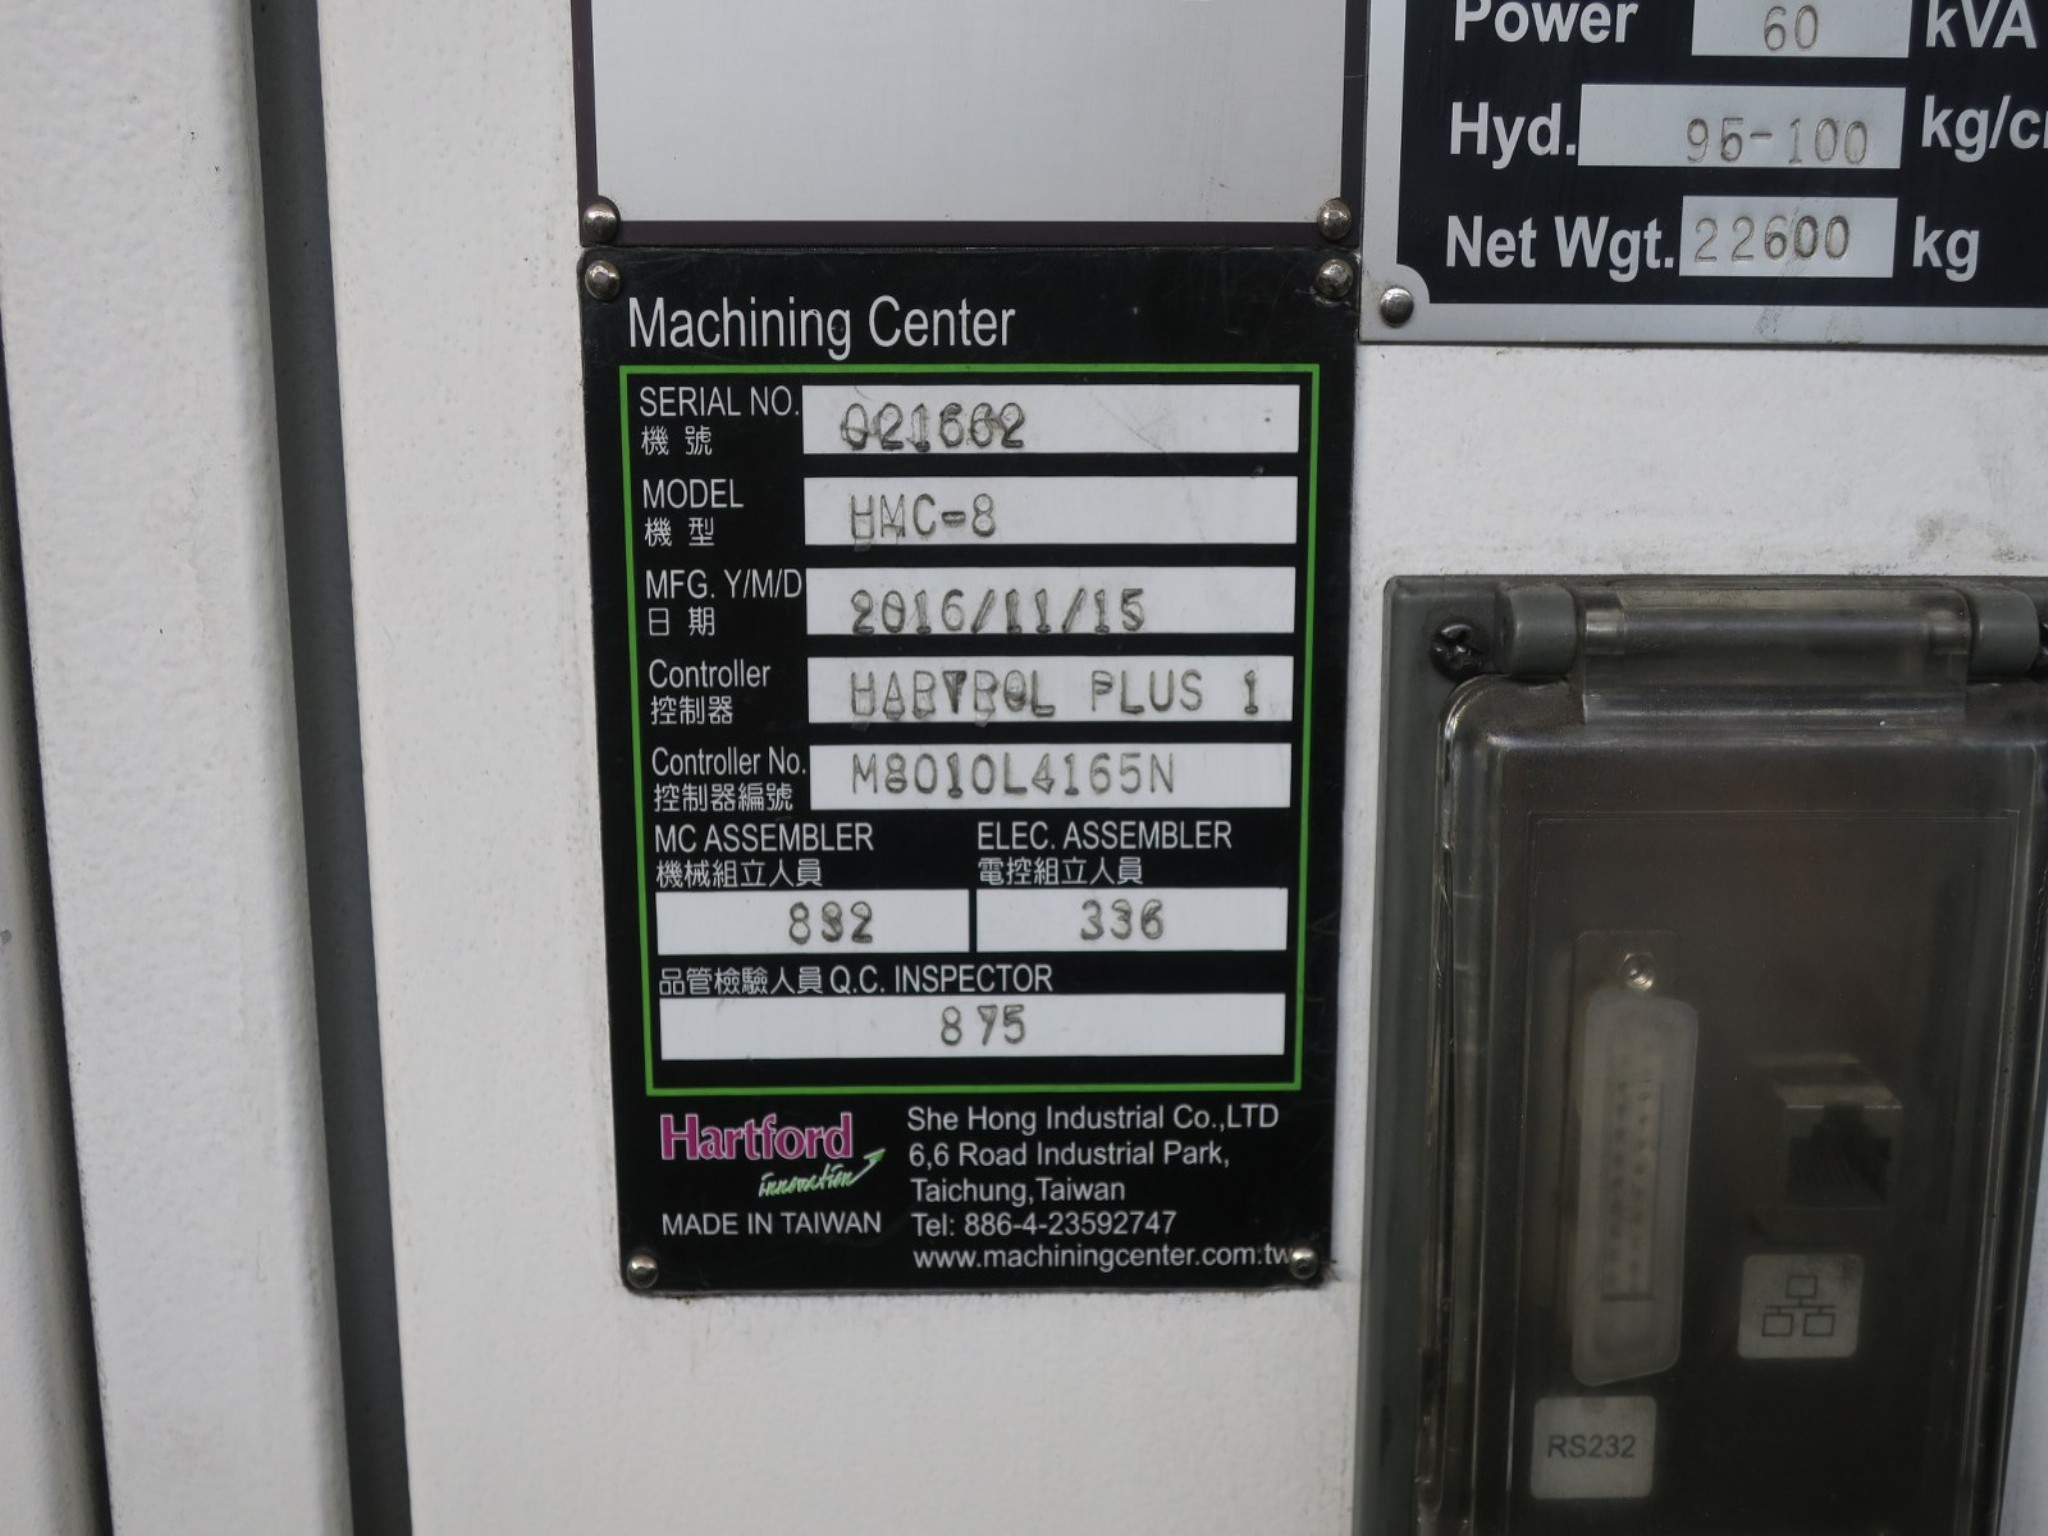 Power 60 kVA
Hyd. 95-100 kg/c
Net Wgt. 22600 kg
Machining Center
SERIAL NO. 021662
機 號
MODEL HMC-8
機 型
MFG. Y/M/D 2016/11/15
日 期
Controller HARTROL PLUS 1
控制器
Controller No. M8010L4165N
控制器編號
MC ASSEMBLER ELEC. ASSEMBLER
機械組立人員 電控組立人員
892 336
品管檢驗人員 Q.C. INSPECTOR
875
Hartford
innovation
MADE IN TAIWAN
She Hong Industrial Co.,LTD
6,6 Road Industrial Park,
Taichung,Taiwan
Tel: 886-4-23592747
www.machiningcenter.com.tw
RS232